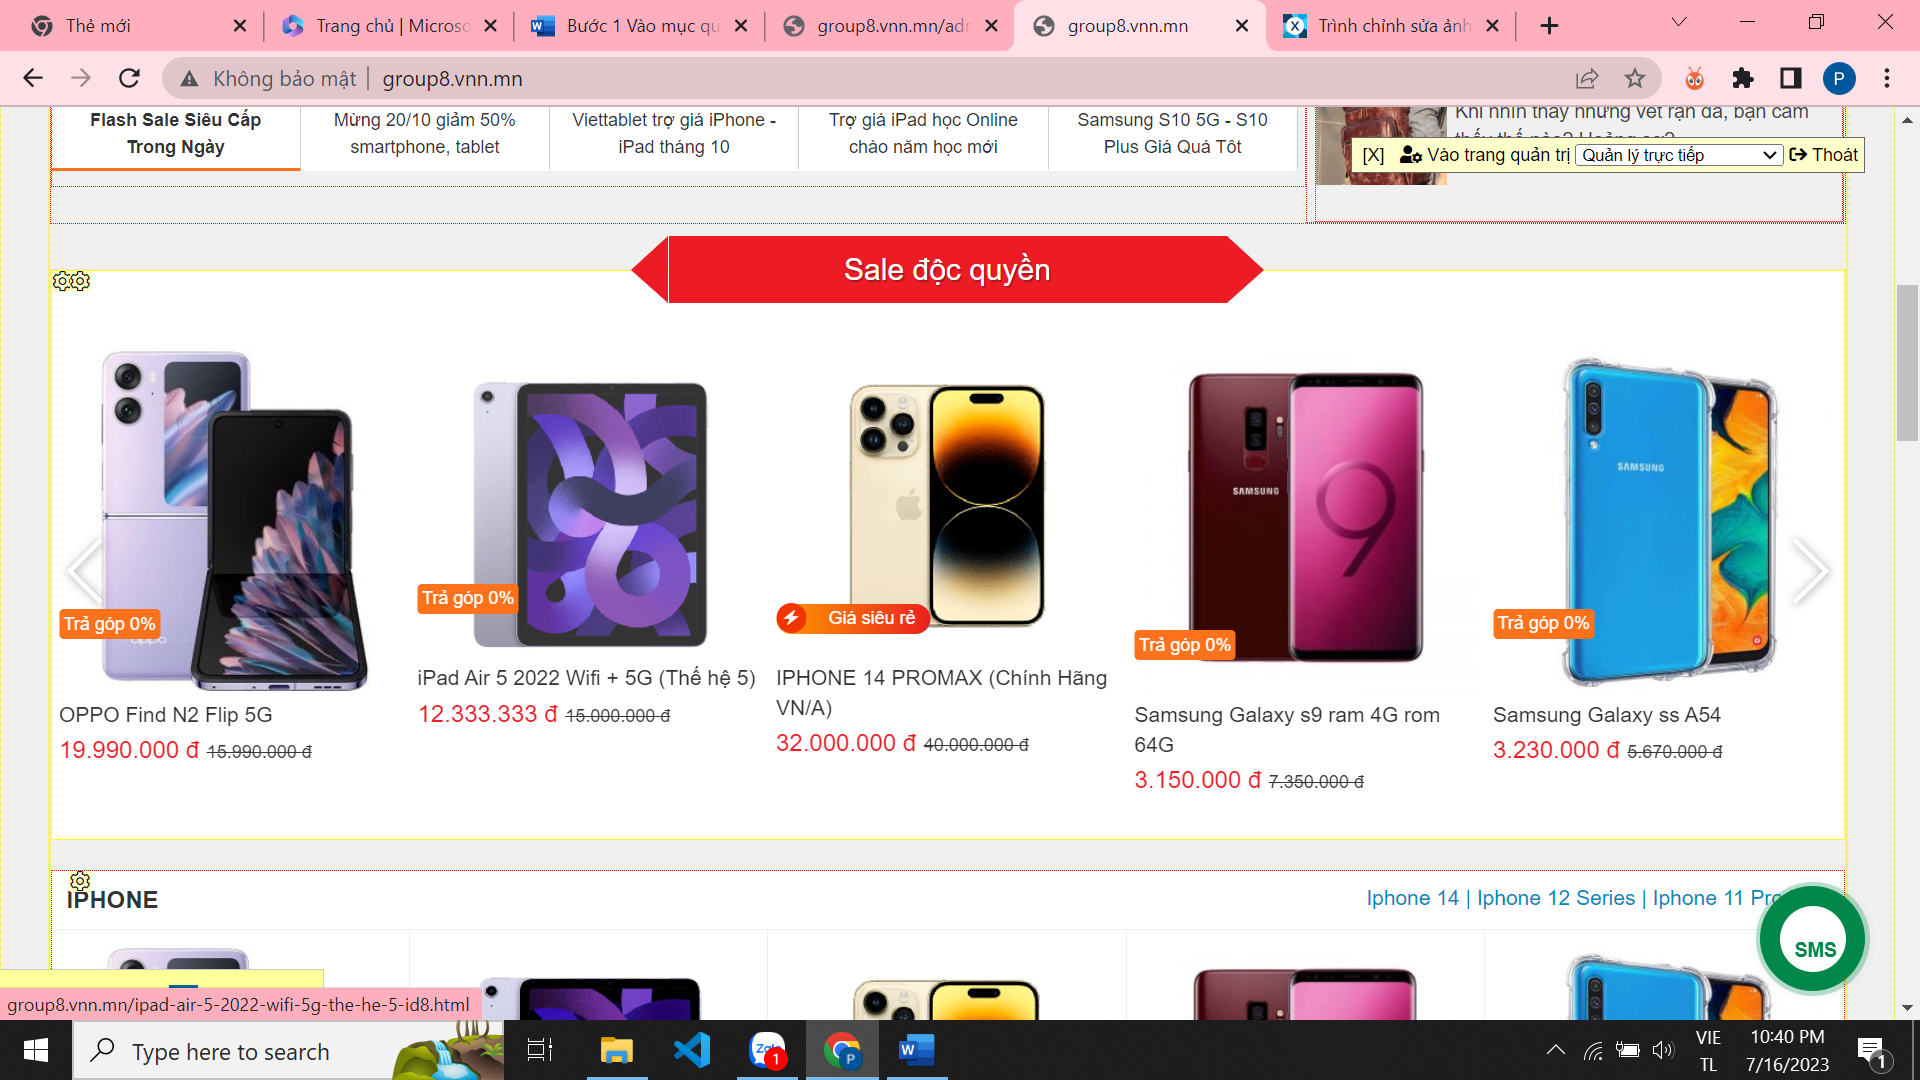 Thẻ mới
Trang chủ | Microso
Bước 1 Vào mục qu
group8.vnn.mn/adm
group8.vnn.mn
Trình chỉnh sửa ảnh
Không bảo mật
group8.vnn.mn
P
Flash Sale Siêu Cấp
Trong Ngày
Mừng 20/10 giảm 50%
smartphone, tablet
Viettablet trợ giá iPhone -
iPad tháng 10
Trợ giá iPad học Online
chào năm học mới
Samsung S10 5G - S10
Plus Giá Quá Tốt
Khi nhìn thấy những vết rạn da, bạn cảm
[X] Vào trang quản trị Quản lý trực tiếp Thoát
Sale độc quyền
SAMSUNG
SAMSUNG
Trả góp 0%
oppo
Trả góp 0%
Giá siêu rẻ
Trả góp 0%
Trả góp 0%
OPPO Find N2 Flip 5G
19.990.000 đ 15.990.000 đ
iPad Air 5 2022 Wifi + 5G (Thế hệ 5)
12.333.333 đ 15.000.000 đ
IPHONE 14 PROMAX (Chính Hãng
VN/A)
32.000.000 đ 40.000.000 đ
Samsung Galaxy s9 ram 4G rom
64G
3.150.000 đ 7.350.000 đ
Samsung Galaxy ss A54
3.230.000 đ 5.670.000 đ
IPHONE
Iphone 14 | Iphone 12 Series | Iphone 11 Pro
SMS
group8.vnn.mn/ipad-air-5-2022-wifi-5g-the-he-5-id8.html
Type here to search
Zalo
1
P
W
VIE
TL
10:40 PM
7/16/2023
1